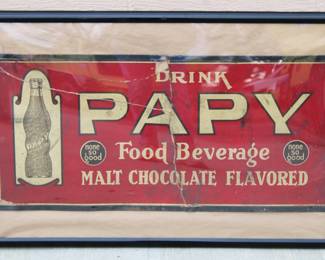 DRINK
PAPY
none
so
good
Food Beverage
none
so
good
MALT CHOCOLATE FLAVORED